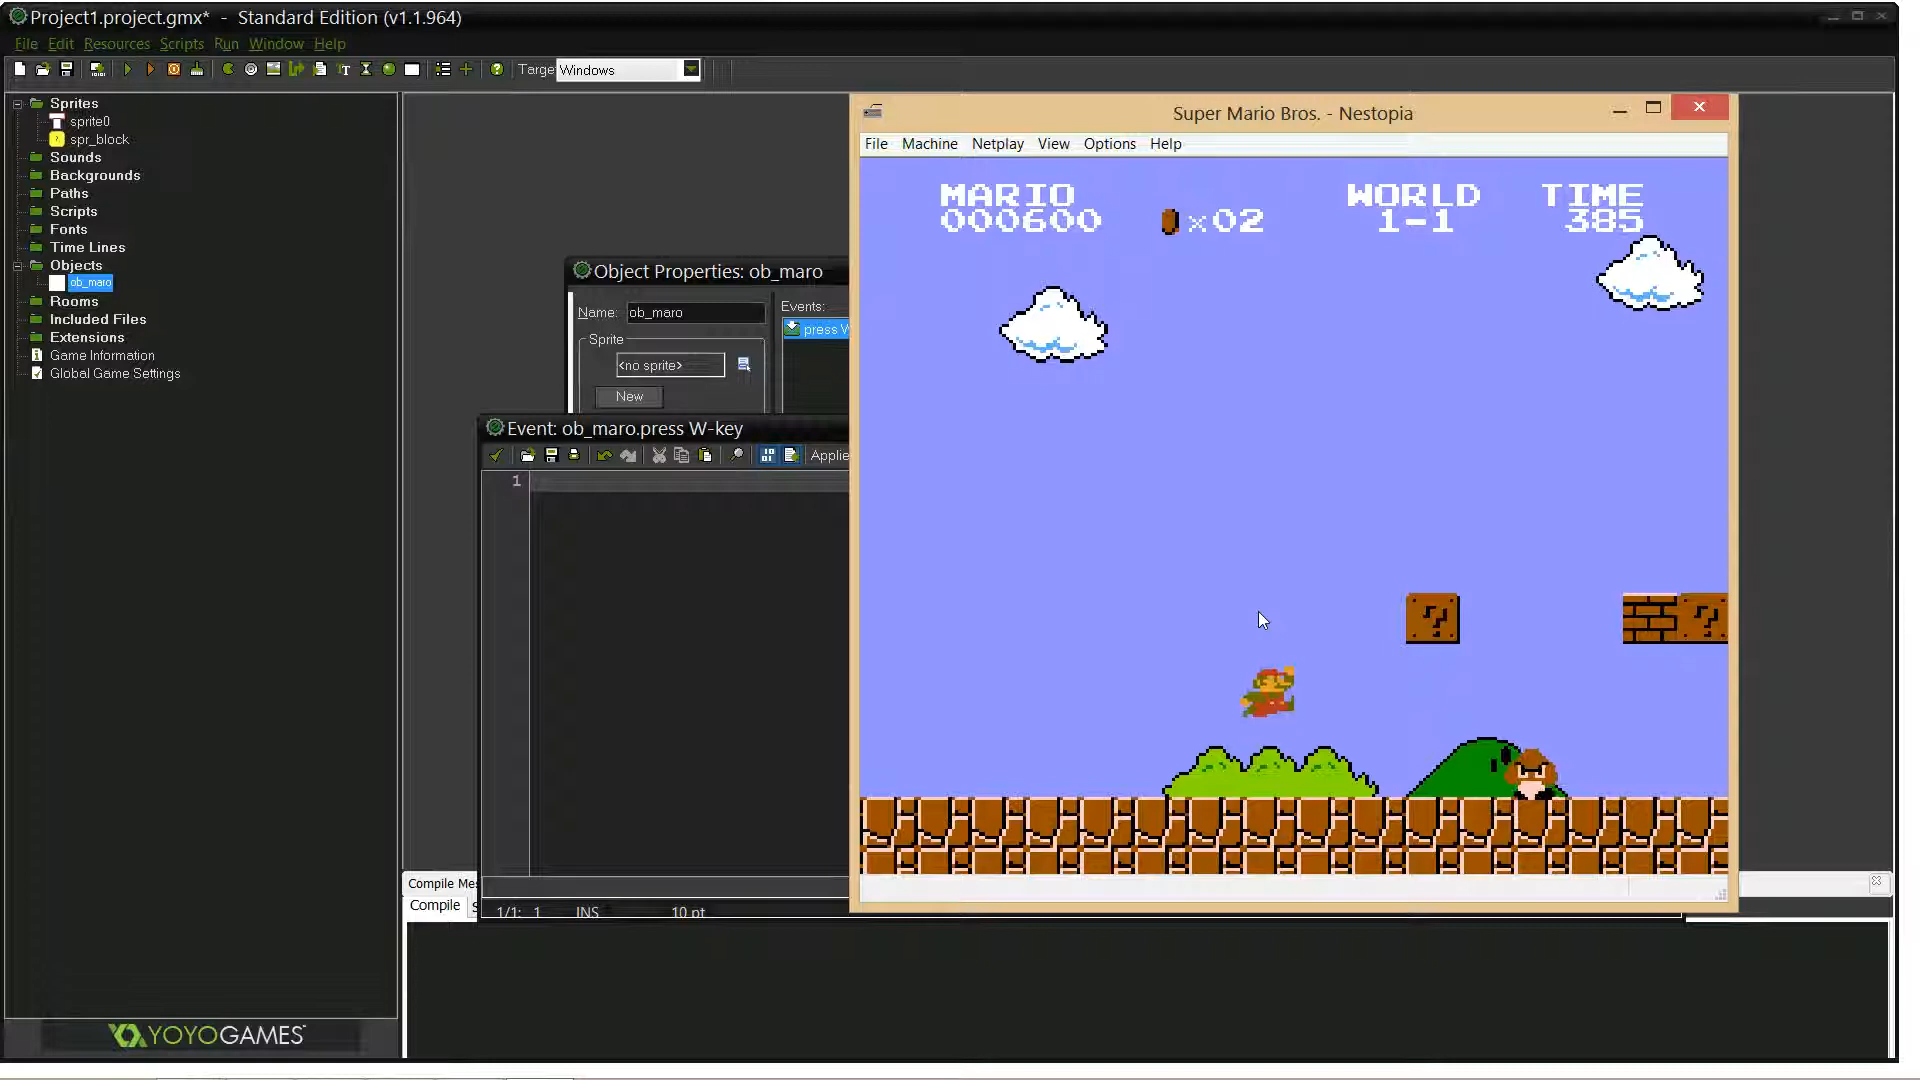 Project1.project.gmx* - Standard Edition (v1.1.964)
File Edit Resources Scripts Run Window Help
Targe Windows
Sprites
sprite0
spr_block
Sounds
Backgrounds
Paths
Scripts
Fonts
Time Lines
Objects
ob_maro
Rooms
Included Files
Extensions
Game Information
Global Game Settings
YOYOGAMES
Object Properties: ob_maro
Name: ob_maro
Events:
press W
Sprite
<no sprite>
New
Event: ob_maro.press W-key
Applie
1
1/1: 1 INS 10 pt
Compile Mes
Compile
Super Mario Bros. - Nestopia
File Machine Netplay View Options Help
MARIO WORLD TIME
000600 x02 1-1 385
? ?